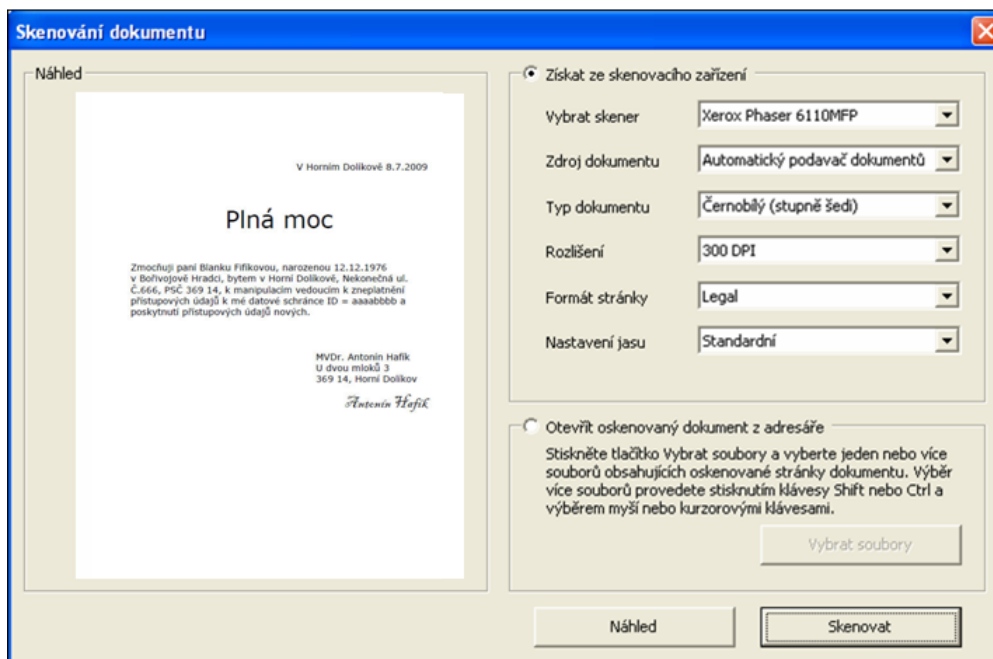 Skenování dokumentu
Náhled
V Horním Dolíkově 8.7.2009
Plná moc
Zmocňuji paní Blanku Fifikovou, narozenou 12.12.1976
v Bořivojově Hradci, bytem v Horní Dolíkově, Nekonečná ul.
Č.666, PSČ 369 14, k manipulacím vedoucím k zneplatnění
přístupových údajů k mé datové schránce ID = aaaabbbb a
poskytnutí přístupových údajů nových.
MVDr. Antonín Hafík
U dvou mloků 3
369 14, Horní Dolíkov
Antonín Hafík
Získat ze skenovacího zařízení
Vybrat skener
Xerox Phaser 6110MFP
Zdroj dokumentu
Automatický podavač dokumentů
Typ dokumentu
Černobílý (stupně šedi)
Rozlišení
300 DPI
Formát stránky
Legal
Nastavení jasu
Standardní
Otevřít oskenovaný dokument z adresáře
Stiskněte tlačítko Vybrat soubory a vyberte jeden nebo více
souborů obsahujících oskenované stránky dokumentu. Výběr
více souborů provedete stisknutím klávesy Shift nebo Ctrl a
výběrem myší nebo kurzorovými klávesami.
Vybrat soubory
Náhled
Skenovat